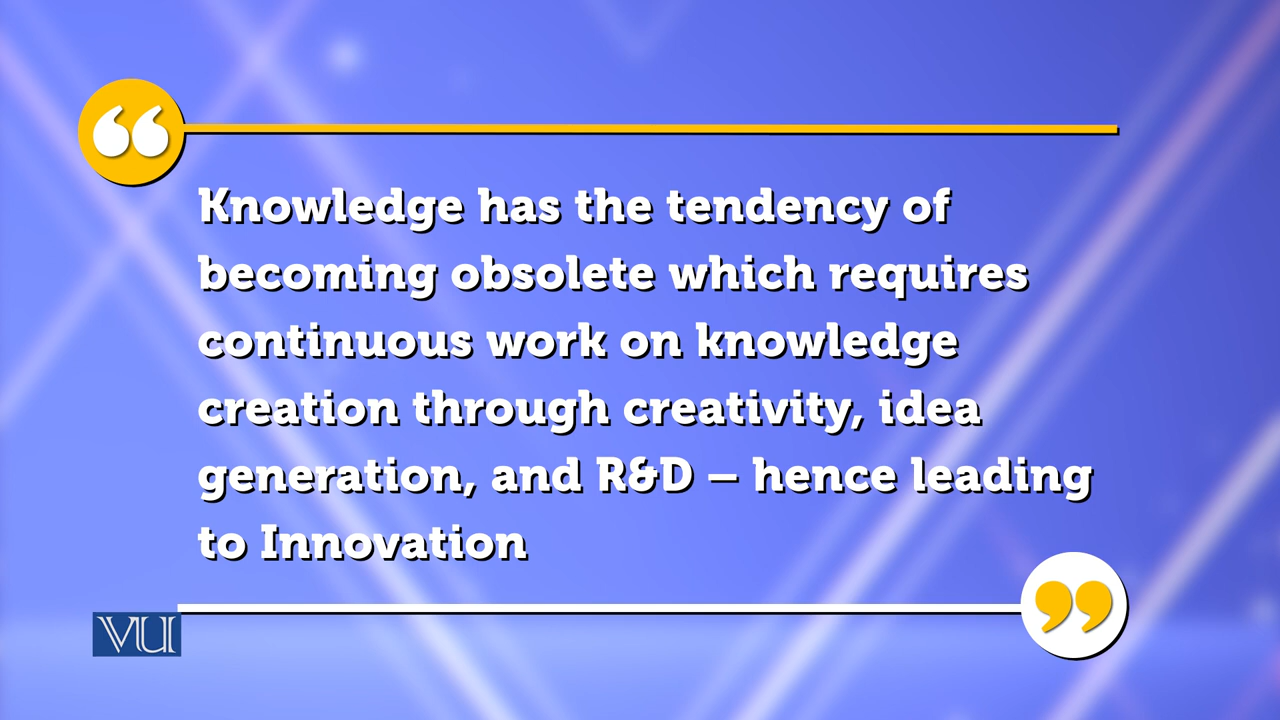 Knowledge has the tendency of
becoming obsolete which requires
continuous work on knowledge
creation through creativity, idea
generation, and R&D – hence leading
to Innovation
VU